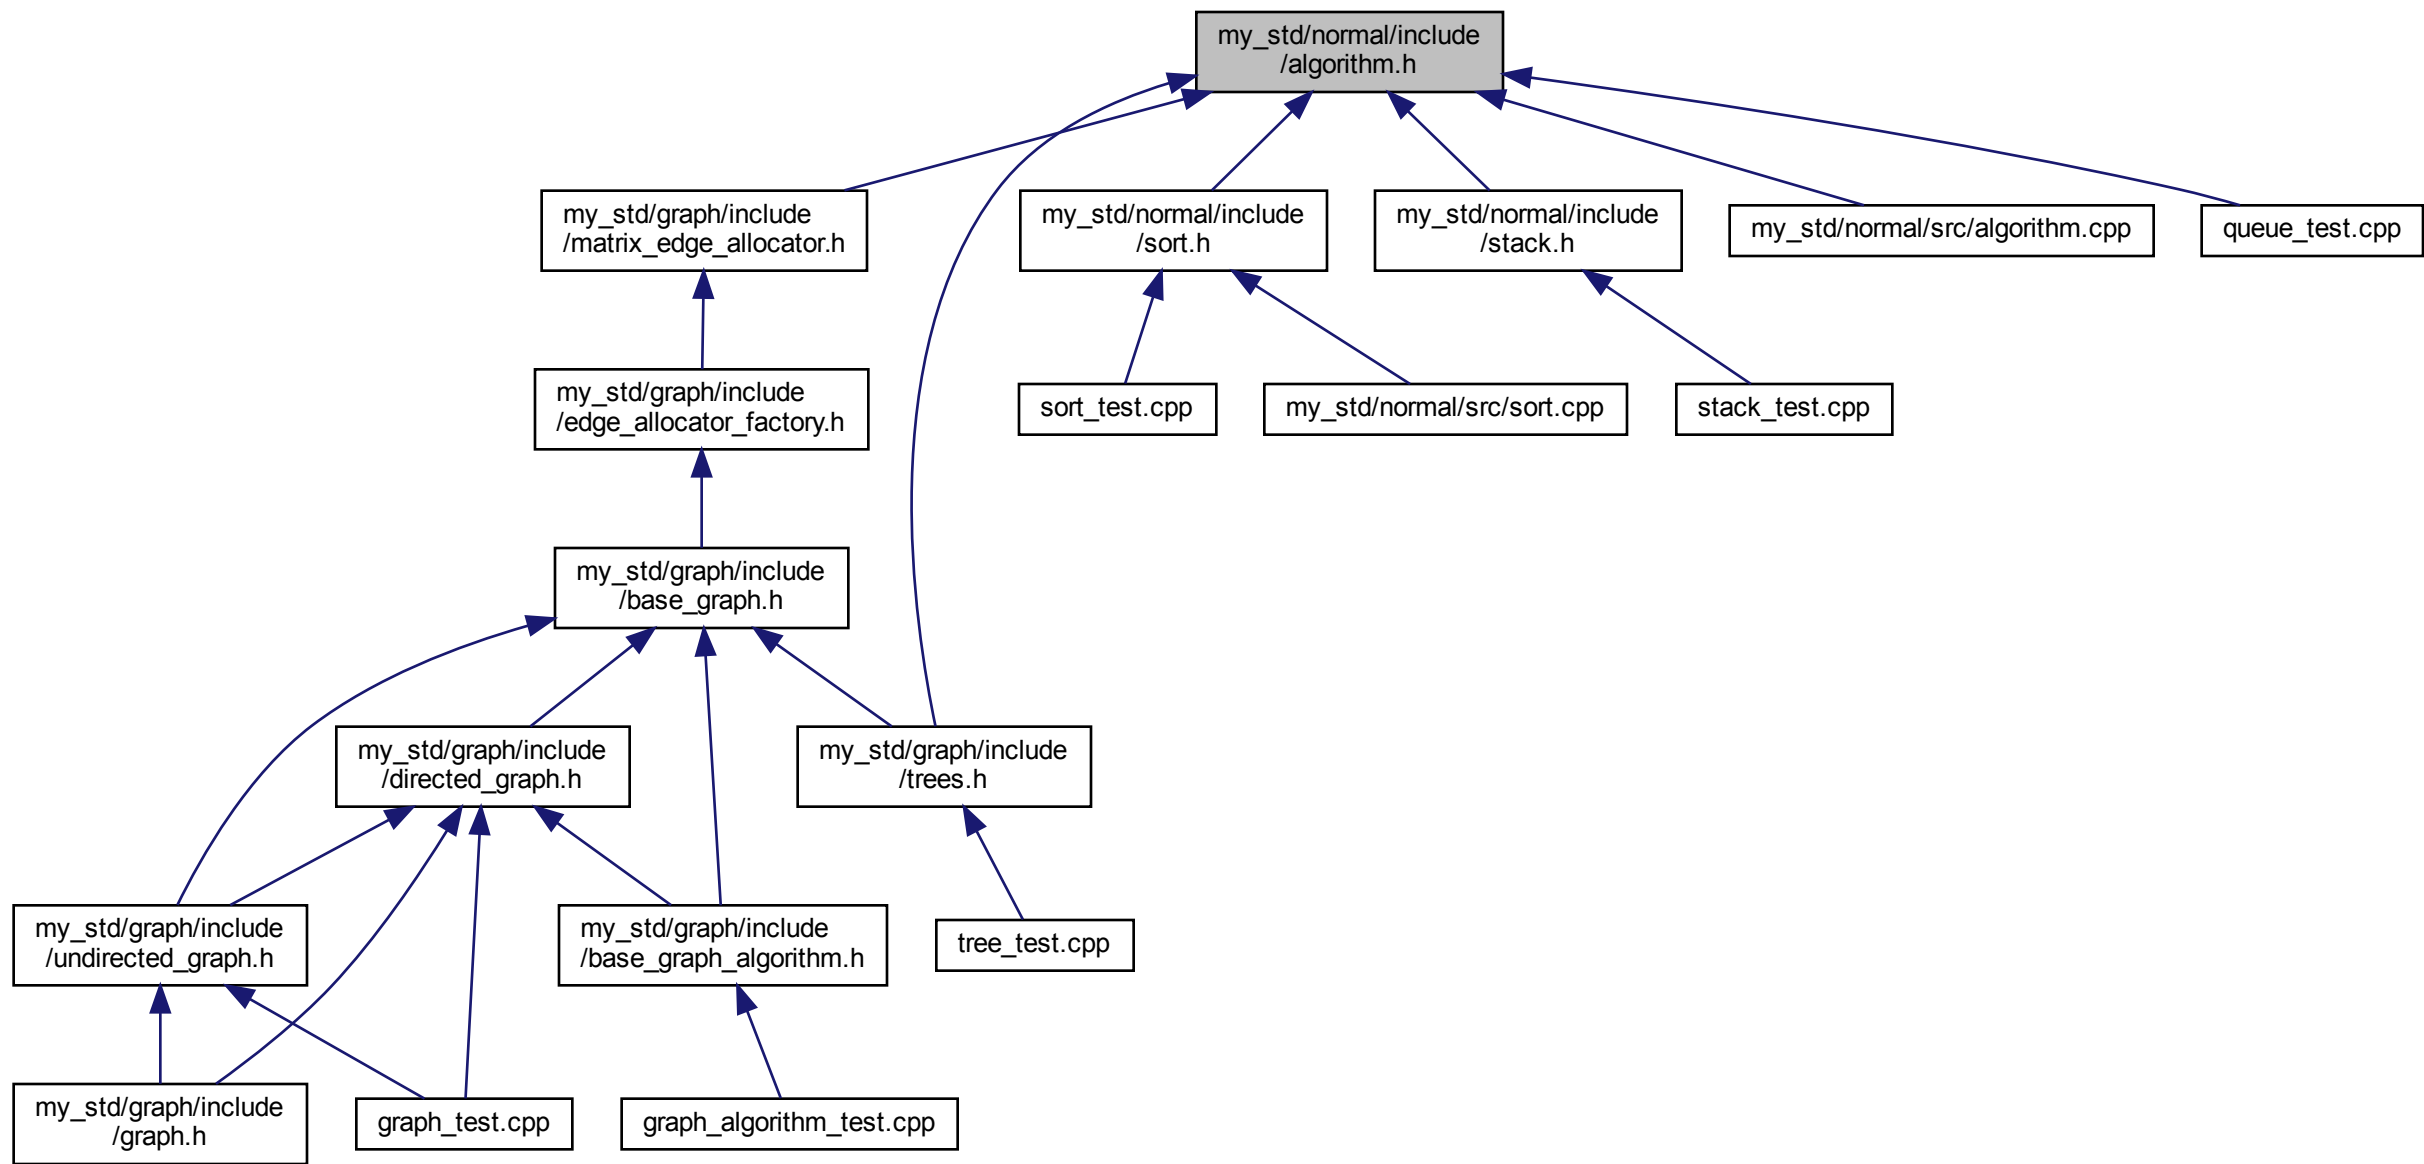 my_std/normal/include
/algorithm.h
my_std/graph/include
/matrix_edge_allocator.h
my_std/normal/include
/sort.h
my_std/normal/include
/stack.h
my_std/normal/src/algorithm.cpp
queue_test.cpp
my_std/graph/include
/edge_allocator_factory.h
sort_test.cpp
my_std/normal/src/sort.cpp
stack_test.cpp
my_std/graph/include
/base_graph.h
my_std/graph/include
/directed_graph.h
my_std/graph/include
/trees.h
my_std/graph/include
/undirected_graph.h
my_std/graph/include
/base_graph_algorithm.h
tree_test.cpp
my_std/graph/include
/graph.h
graph_test.cpp
graph_algorithm_test.cpp